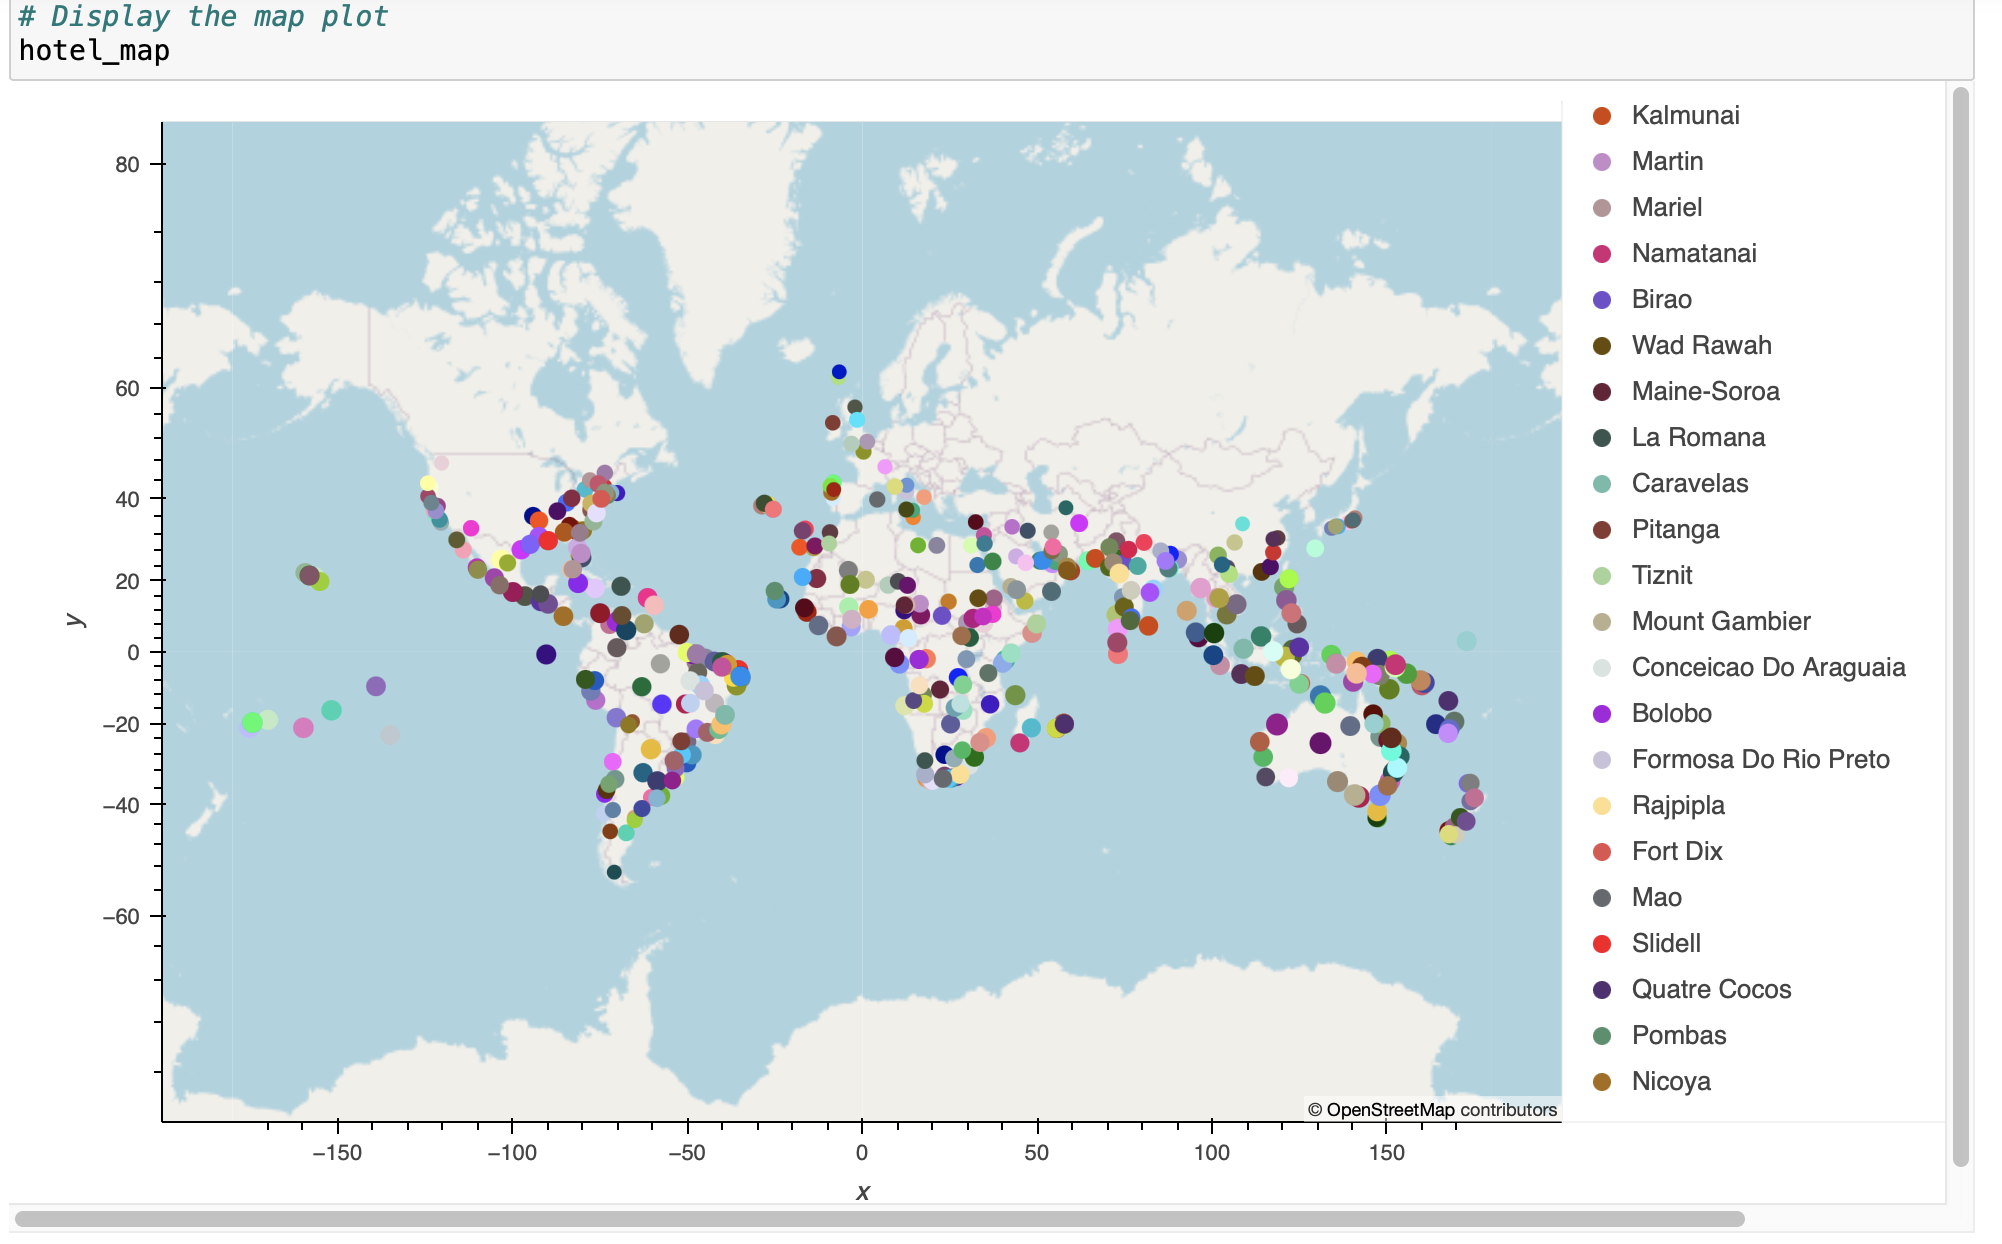 # Display the map plot
hotel_map
Kalmunai
Martin
Mariel
Namatanai
Birao
Wad Rawah
Maine-Soroa
La Romana
Caravelas
Pitanga
Tiznit
Mount Gambier
Conceicao Do Araguaia
Bolobo
Formosa Do Rio Preto
Rajpipla
Fort Dix
Mao
Slidell
Quatre Cocos
Pombas
Nicoya
80
60
40
20
0
−20
−40
−60
y
© OpenStreetMap contributors
−150 −100 −50 0 50 100 150
x